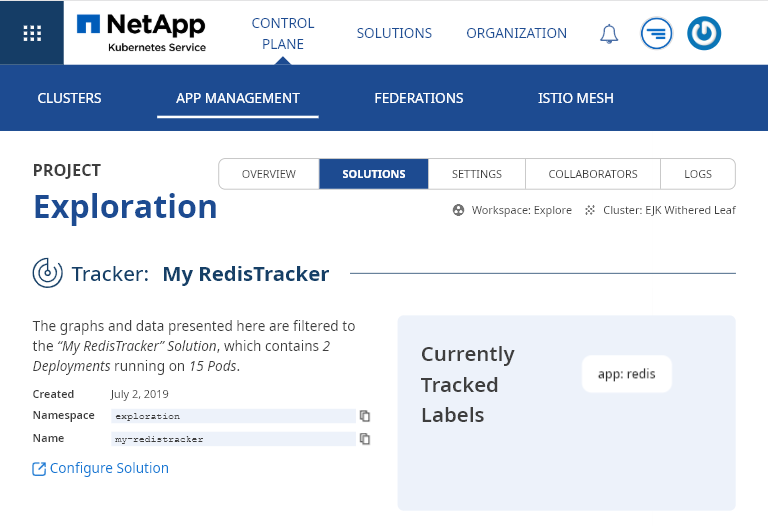 NetApp
Kubernetes Service
CONTROL
PLANE
SOLUTIONS
ORGANIZATION
CLUSTERS
APP MANAGEMENT
FEDERATIONS
ISTIO MESH
PROJECT
Exploration
OVERVIEW
SOLUTIONS
SETTINGS
COLLABORATORS
LOGS
Workspace: Explore
Cluster: EJK Withered Leaf
Tracker: My RedisTracker
The graphs and data presented here are filtered to
the “My RedisTracker” Solution, which contains 2
Deployments running on 15 Pods.
Created July 2, 2019
Namespace exploration
Name my-redistracker
Configure Solution
Currently
Tracked
Labels
app: redis